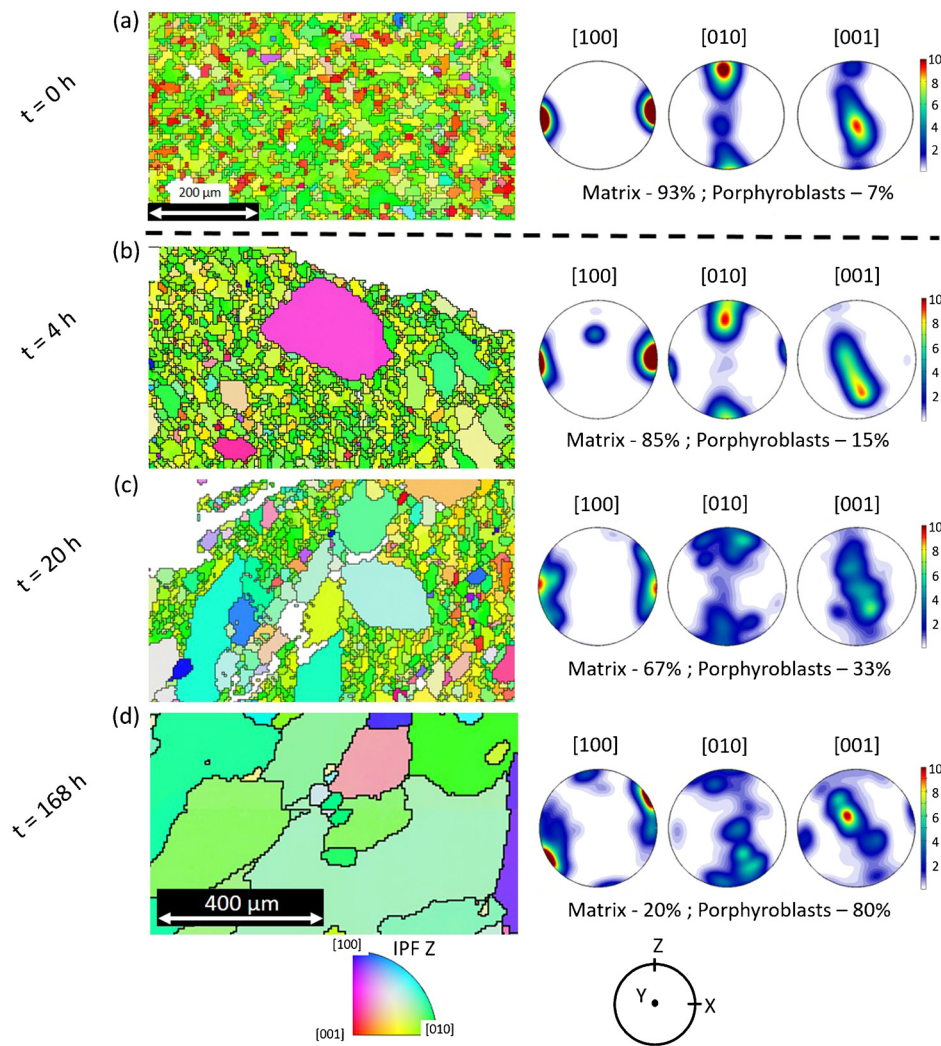 (a)
t = 0 h
200 µm
[100] [010] [001]
10
8
6
4
2
Matrix - 93% ; Porphyroblasts – 7%
(b)
t = 4 h
[100] [010] [001]
10
8
6
4
2
Matrix - 85% ; Porphyroblasts – 15%
(c)
t = 20 h
[100] [010] [001]
10
8
6
4
2
Matrix - 67% ; Porphyroblasts – 33%
(d)
t = 168 h
400 µm
[100] [010] [001]
10
8
6
4
2
Matrix - 20% ; Porphyroblasts – 80%
[100] IPF Z
[001] [010]
Z
Y
X